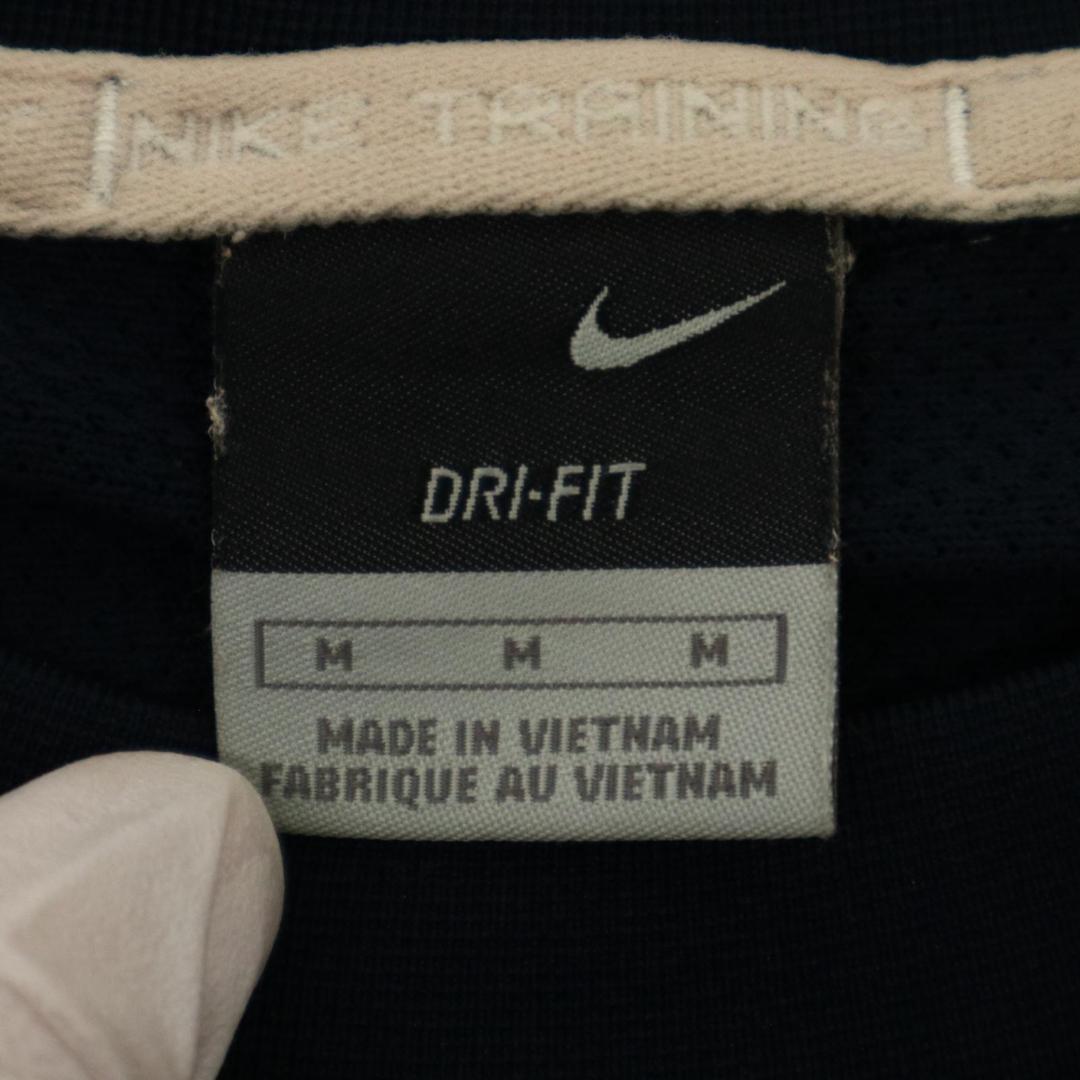 NIKE TRAINING
DRI-FIT
M M M
MADE IN VIETNAM
FABRIQUE AU VIETNAM